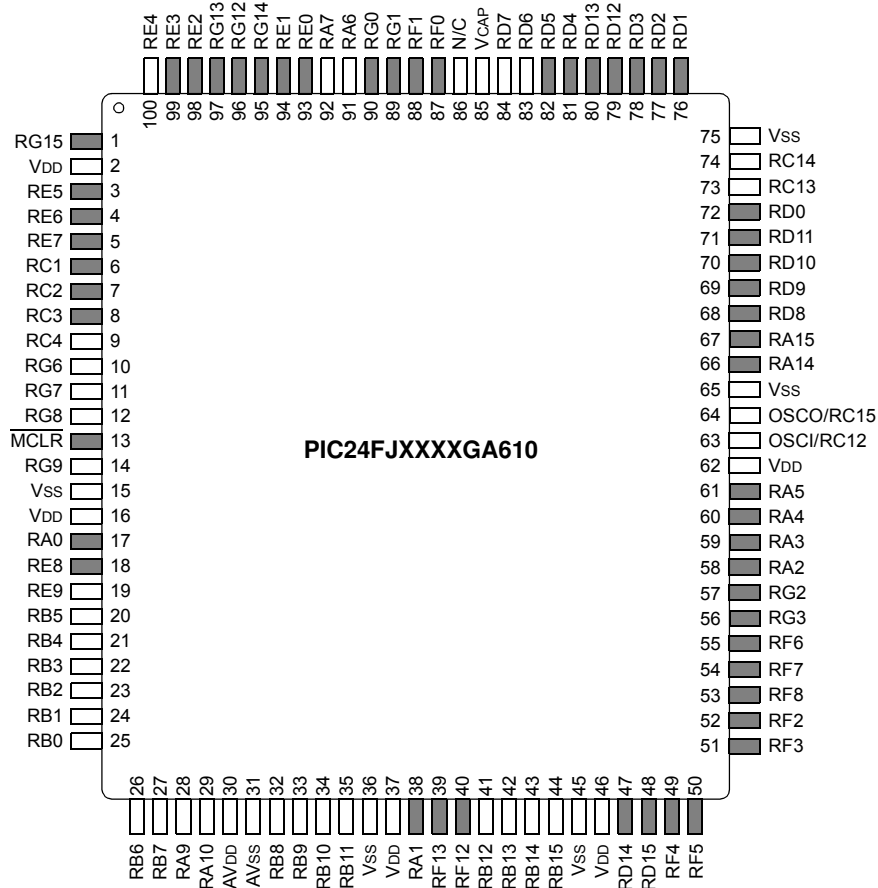 RE4 RE3 RE2 RG13 RG12 RG14 RE1 RE0 RA7 RA6 RG0 RG1 RF1 RF0 N/C VCAP RD7 RD6 RD5 RD4 RD13 RD12 RD3 RD2 RD1
100 99 98 97 96 95 94 93 92 91 90 89 88 87 86 85 84 83 82 81 80 79 78 77 76
RG15 1
VDD 2
RE5 3
RE6 4
RE7 5
RC1 6
RC2 7
RC3 8
RC4 9
RG6 10
RG7 11
RG8 12
MCLR 13
RG9 14
VSS 15
VDD 16
RA0 17
RE8 18
RE9 19
RB5 20
RB4 21
RB3 22
RB2 23
RB1 24
RB0 25
PIC24FJXXXXGA610
75 VSS
74 RC14
73 RC13
72 RD0
71 RD11
70 RD10
69 RD9
68 RD8
67 RA15
66 RA14
65 VSS
64 OSCO/RC15
63 OSCI/RC12
62 VDD
61 RA5
60 RA4
59 RA3
58 RA2
57 RG2
56 RG3
55 RF6
54 RF7
53 RF8
52 RF2
51 RF3
26 27 28 29 30 31 32 33 34 35 36 37 38 39 40 41 42 43 44 45 46 47 48 49 50
RB6 RB7 RA9 RA10 AVDD AVSS RB8 RB9 RB10 RB11 VSS VDD RA1 RF13 RF12 RB12 RB13 RB14 RB15 VSS VDD RD14 RD15 RF4 RF5